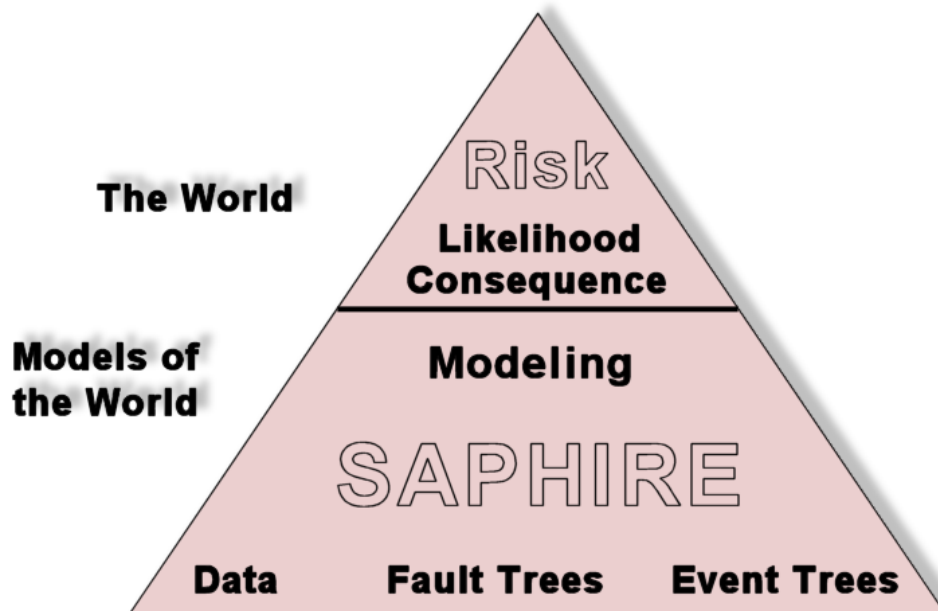 Risk
The World
Likelihood
Consequence
Models of
the World
Modeling
SAPHIRE
Data Fault Trees Event Trees